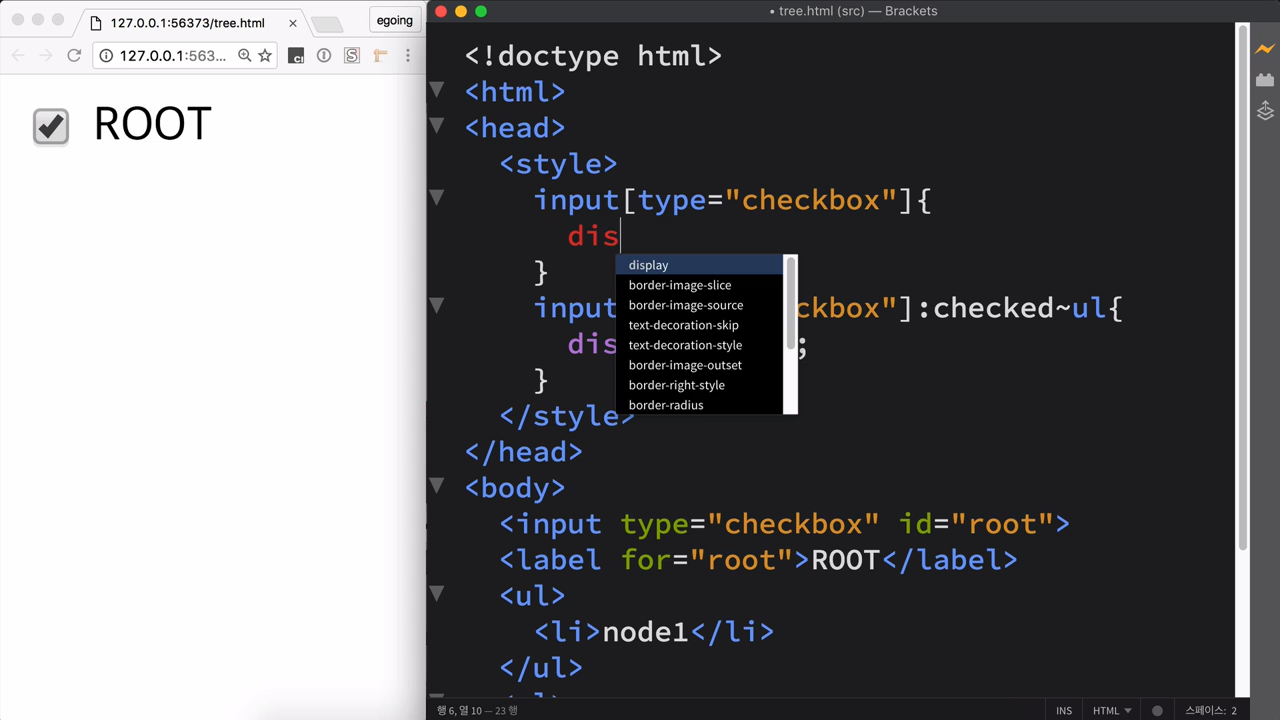 127.0.0.1:56373/tree.html
egoing
127.0.0.1:563...
ROOT
• tree.html (src) — Brackets
<!doctype html>
<html>
<head>
<style>
input[type="checkbox"]{
dis
}
input
ckbox"]:checked~ul{
dis
;
}
</style>
</head>
<body>
<input type="checkbox" id="root">
<label for="root">ROOT</label>
<ul>
<li>node1</li>
</ul>
display
border-image-slice
border-image-source
text-decoration-skip
text-decoration-style
border-image-outset
border-right-style
border-radius
행 6, 열 10 — 23 행
INS
HTML
스페이스: 2